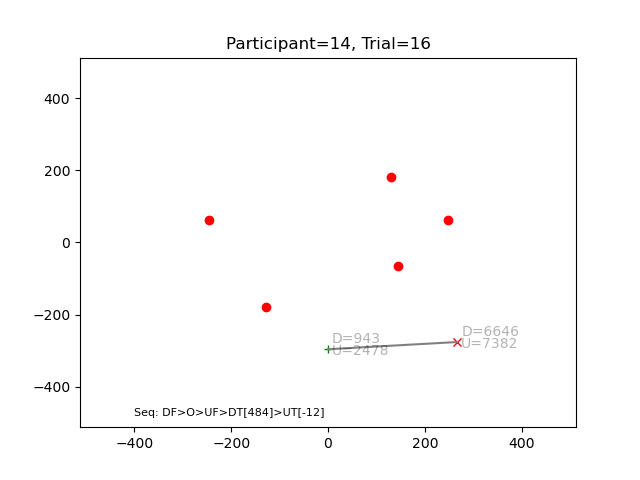 Participant=14, Trial=16
400
200
0
−200
−400
D=943
U=2478
D=6646
U=7382
Seq: DF>O>UF>DT[484]>UT[-12]
−400
−200
0
200
400